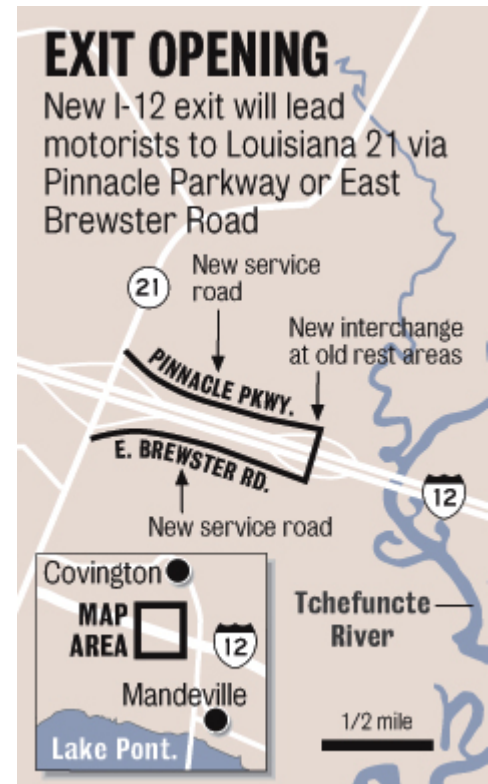 EXIT OPENING
New I-12 exit will lead
motorists to Louisiana 21 via
Pinnacle Parkway or East
Brewster Road
New service
road
21
New interchange
at old rest areas
PINNACLE PKWY.
E. BREWSTER RD.
12
New service road
Covington
MAP
AREA
12
Mandeville
Lake Pont.
Tchefuncte
River
1/2 mile